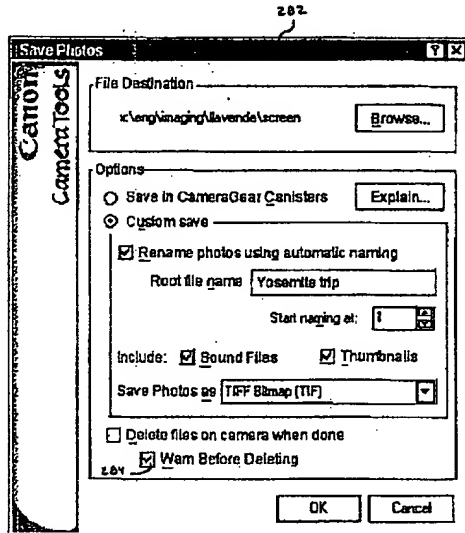 282
Save Photos ? X
Canon
CameraTools
File Destination
x:\eng\imaging\llavende\screen Browse...
Options
Save in CameraGear Canisters Explain...
Custom save
Rename photos using automatic naming
Root file name Yosemite trip
Start naming at:
Include: Sound Files Thumbnails
Save Photos as TIFF Bitmap (TIF)
Delete files on camera when done
284 Warn Before Deleting
OK Cancel